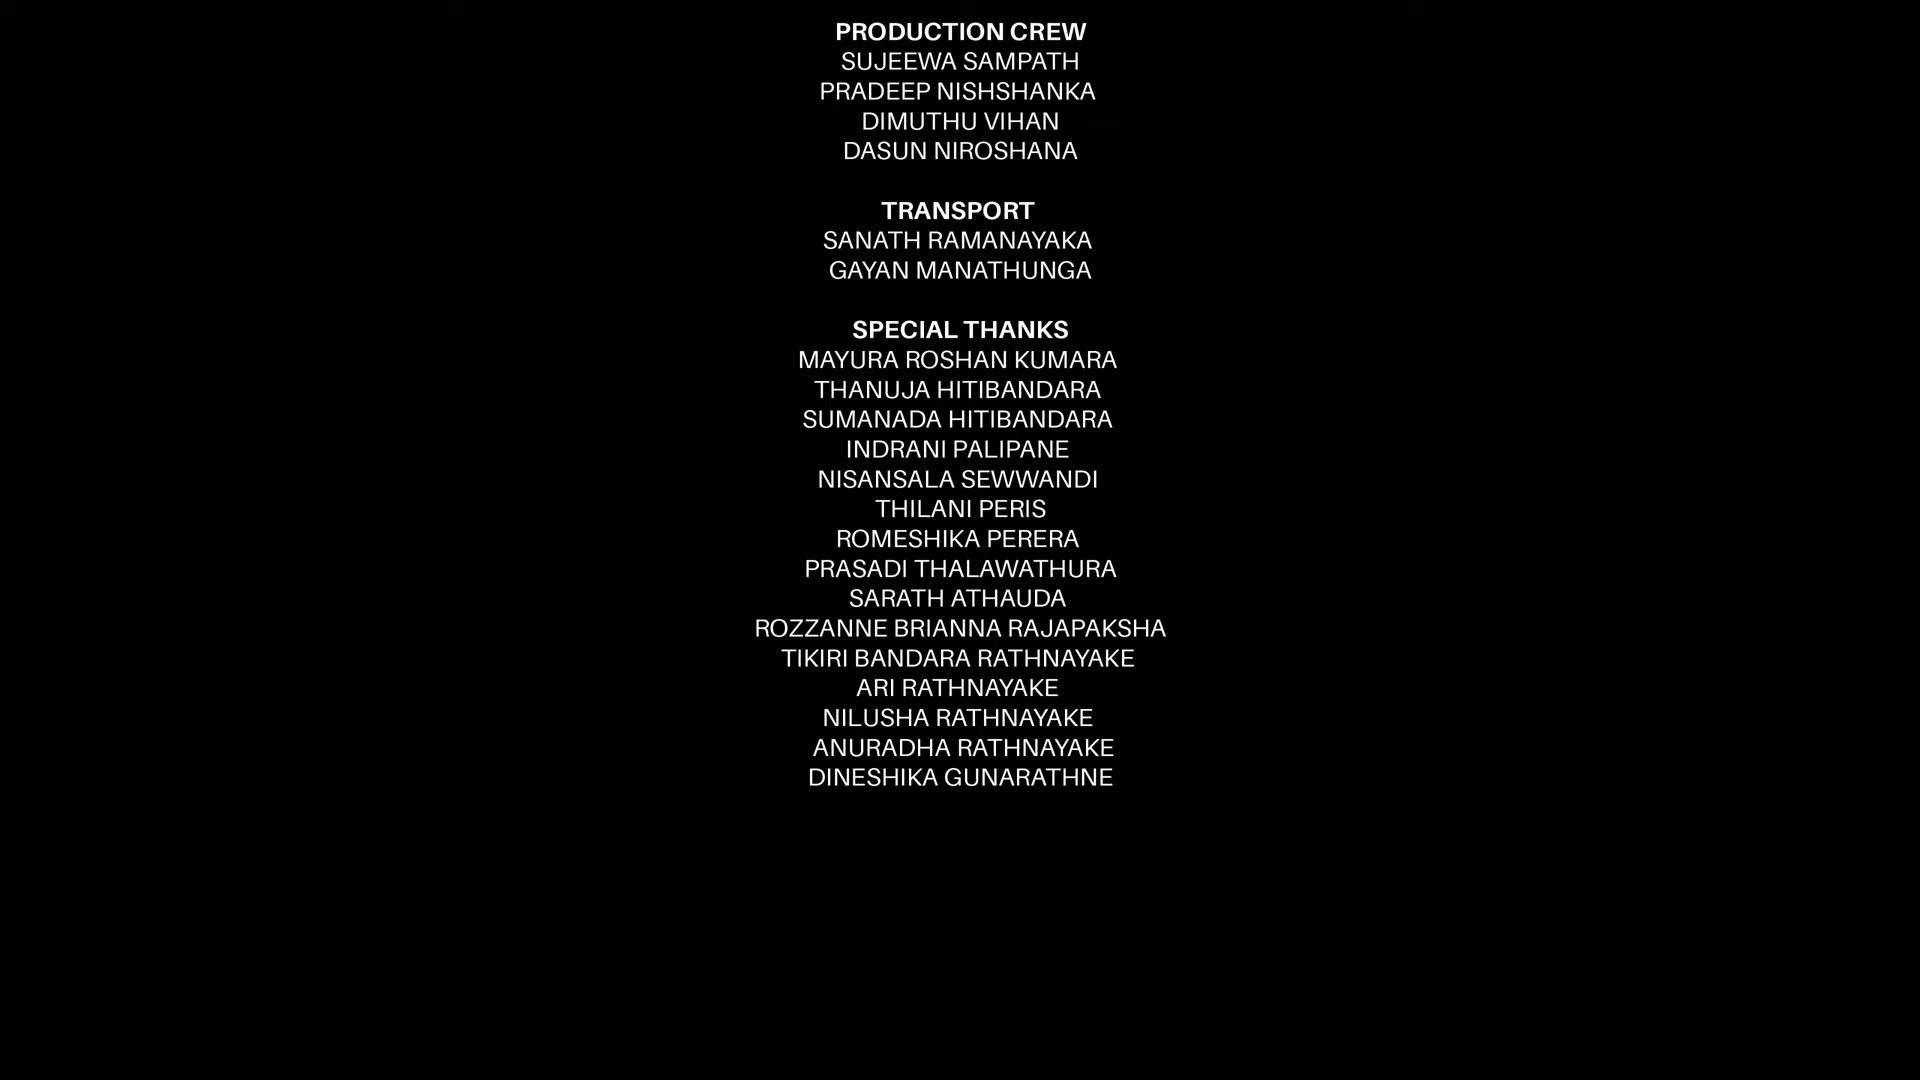 PRODUCTION CREW
SUJEEWA SAMPATH
PRADEEP NISHSHANKA
DIMUTHU VIHAN
DASUN NIROSHANA
TRANSPORT
SANATH RAMANAYAKA
GAYAN MANATHUNGA
SPECIAL THANKS
MAYURA ROSHAN KUMARA
THANUJA HITIBANDARA
SUMANADA HITIBANDARA
INDRANI PALIPANE
NISANSALA SEWWANDI
THILANI PERIS
ROMESHIKA PERERA
PRASADI THALAWATHURA
SARATH ATHAUDA
ROZZANNE BRIANNA RAJAPAKSHA
TIKIRI BANDARA RATHNAYAKE
ARI RATHNAYAKE
NILUSHA RATHNAYAKE
ANURADHA RATHNAYAKE
DINESHIKA GUNARATHNE